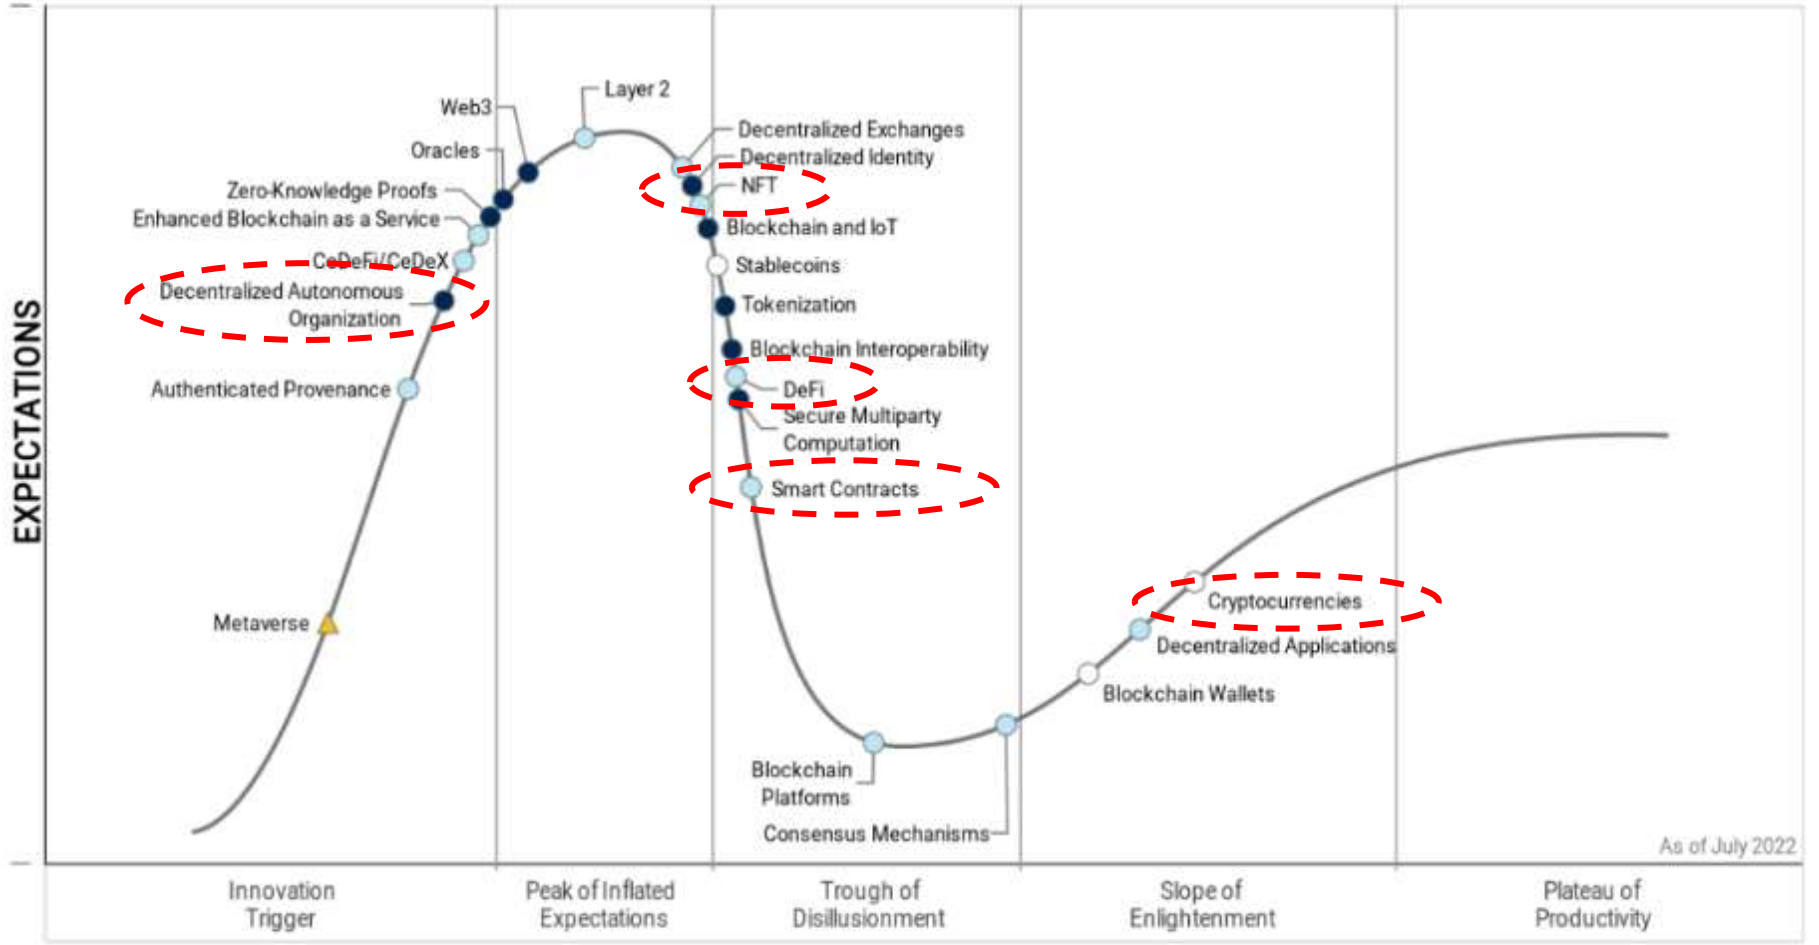 EXPECTATIONS
Layer 2
Web3
Decentralized Exchanges
Oracles
Decentralized Identity
NFT
Zero-Knowledge Proofs
Enhanced Blockchain as a Service
Blockchain and IoT
CeDeFi/CeDeX
Stablecoins
Decentralized Autonomous
Organization
Tokenization
Blockchain Interoperability
Authenticated Provenance
DeFi
Secure Multiparty
Computation
Smart Contracts
Metaverse
Cryptocurrencies
Decentralized Applications
Blockchain Wallets
Blockchain
Platforms
Consensus Mechanisms
As of July 2022
Innovation
Trigger
Peak of Inflated
Expectations
Trough of
Disillusionment
Slope of
Enlightenment
Plateau of
Productivity